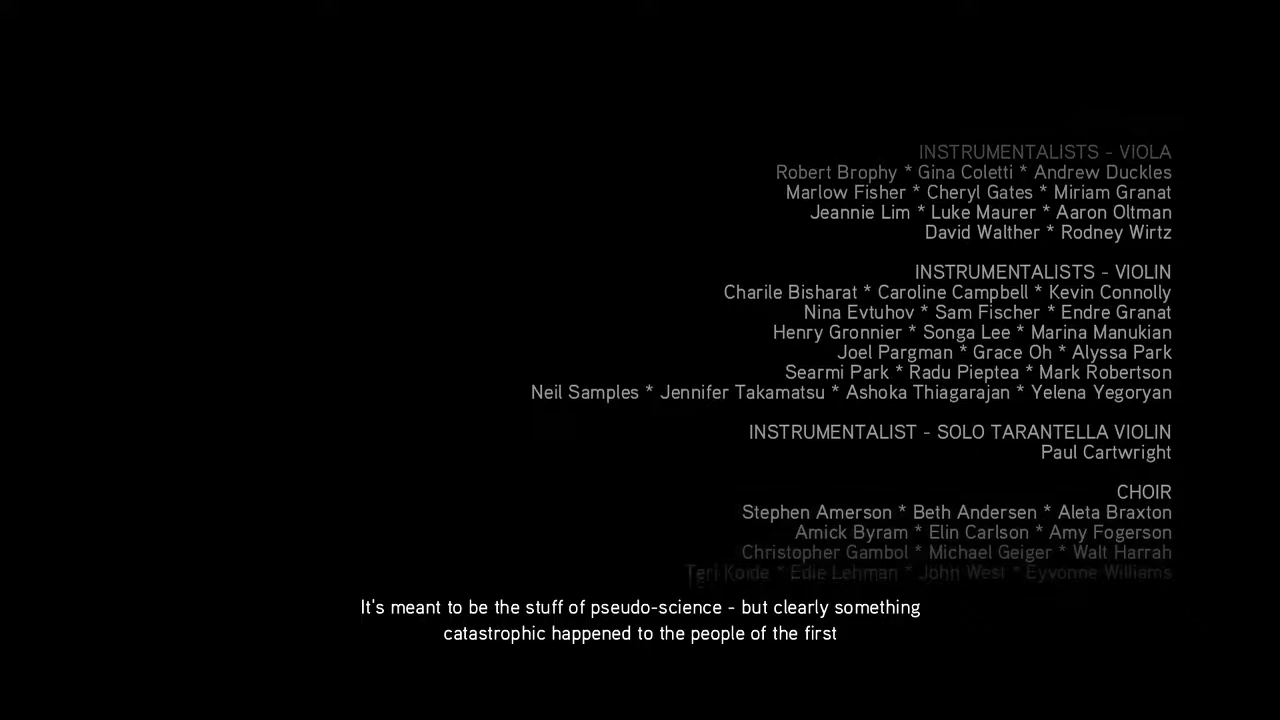 INSTRUMENTALISTS - VIOLA
Robert Brophy * Gina Coletti * Andrew Duckles
Marlow Fisher * Cheryl Gates * Miriam Granat
Jeannie Lim * Luke Maurer * Aaron Oltman
David Walther * Rodney Wirtz
INSTRUMENTALISTS - VIOLIN
Charile Bisharat * Caroline Campbell * Kevin Connolly
Nina Evtuhov * Sam Fischer * Endre Granat
Henry Gronnier * Songa Lee * Marina Manukian
Joel Pargman * Grace Oh * Alyssa Park
Searmi Park * Radu Pieptea * Mark Robertson
Neil Samples * Jennifer Takamatsu * Ashoka Thiagarajan * Yelena Yegoryan
INSTRUMENTALIST - SOLO TARANTELLA VIOLIN
Paul Cartwright
CHOIR
Stephen Amerson * Beth Andersen * Aleta Braxton
Amick Byram * Elin Carlson * Amy Fogerson
Christopher Gambol * Michael Geiger * Walt Harrah
Teri Koide * Edie Lehman * John West * Eyvonne Williams
It's meant to be the stuff of pseudo-science - but clearly something
catastrophic happened to the people of the first